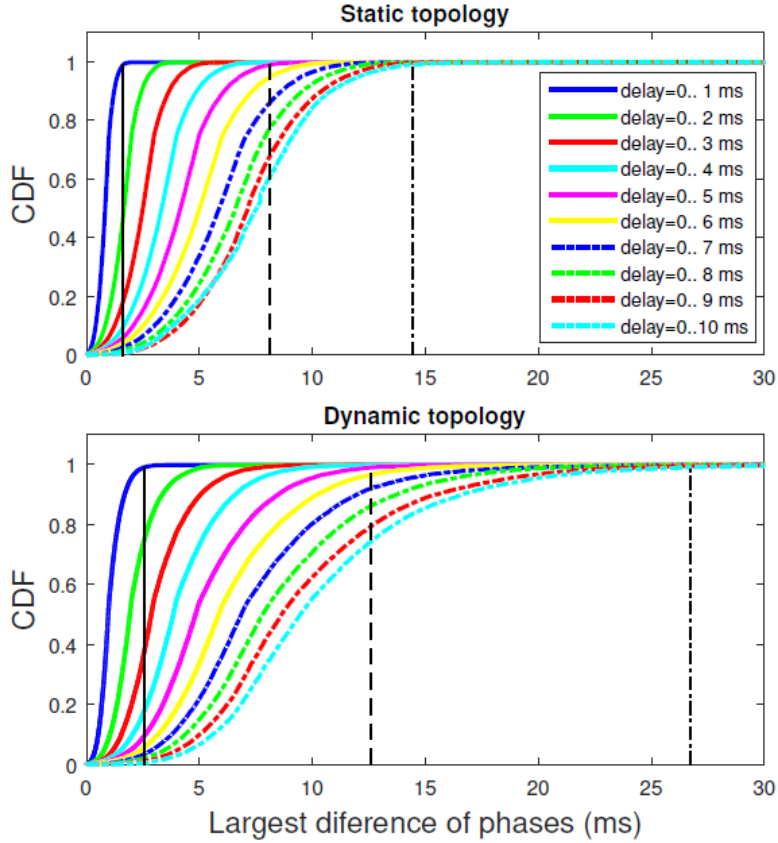 Static topology
1
0.8
0.6
0.4
0.2
0
CDF
0 5 10 15 20 25 30
delay=0.. 1 ms
delay=0.. 2 ms
delay=0.. 3 ms
delay=0.. 4 ms
delay=0.. 5 ms
delay=0.. 6 ms
delay=0.. 7 ms
delay=0.. 8 ms
delay=0.. 9 ms
delay=0..10 ms
Dynamic topology
1
0.8
0.6
0.4
0.2
0
CDF
0 5 10 15 20 25 30
Largest diference of phases (ms)